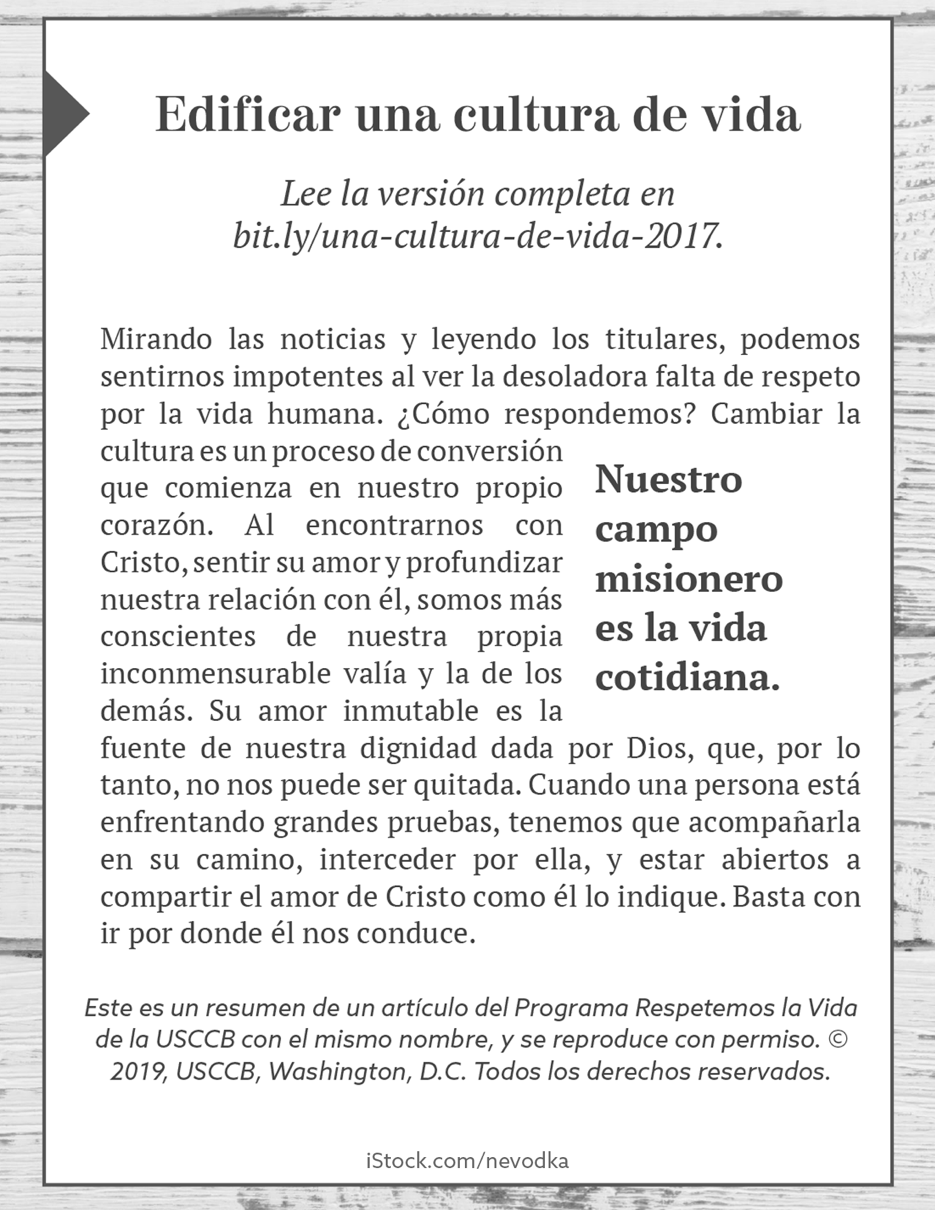 Edificar una cultura de vida
Lee la versión completa en
bit.ly/una-cultura-de-vida-2017.
Mirando las noticias y leyendo los titulares, podemos
sentirnos impotentes al ver la desoladora falta de respeto
por la vida humana. ¿Cómo respondemos? Cambiar la
cultura es un proceso de conversión
que comienza en nuestro propio
corazón. Al encontrarnos con
Cristo, sentir su amor y profundizar
nuestra relación con él, somos más
conscientes de nuestra propia
inconmensurable valía y la de los
demás. Su amor inmutable es la
fuente de nuestra dignidad dada por Dios, que, por lo
tanto, no nos puede ser quitada. Cuando una persona está
enfrentando grandes pruebas, tenemos que acompañarla
en su camino, interceder por ella, y estar abiertos a
compartir el amor de Cristo como él lo indique. Basta con
ir por donde él nos conduce.
Nuestro
campo
misionero
es la vida
cotidiana.
Este es un resumen de un artículo del Programa Respetemos la Vida
de la USCCB con el mismo nombre, y se reproduce con permiso. ©
2019, USCCB, Washington, D.C. Todos los derechos reservados.
iStock.com/nevodka